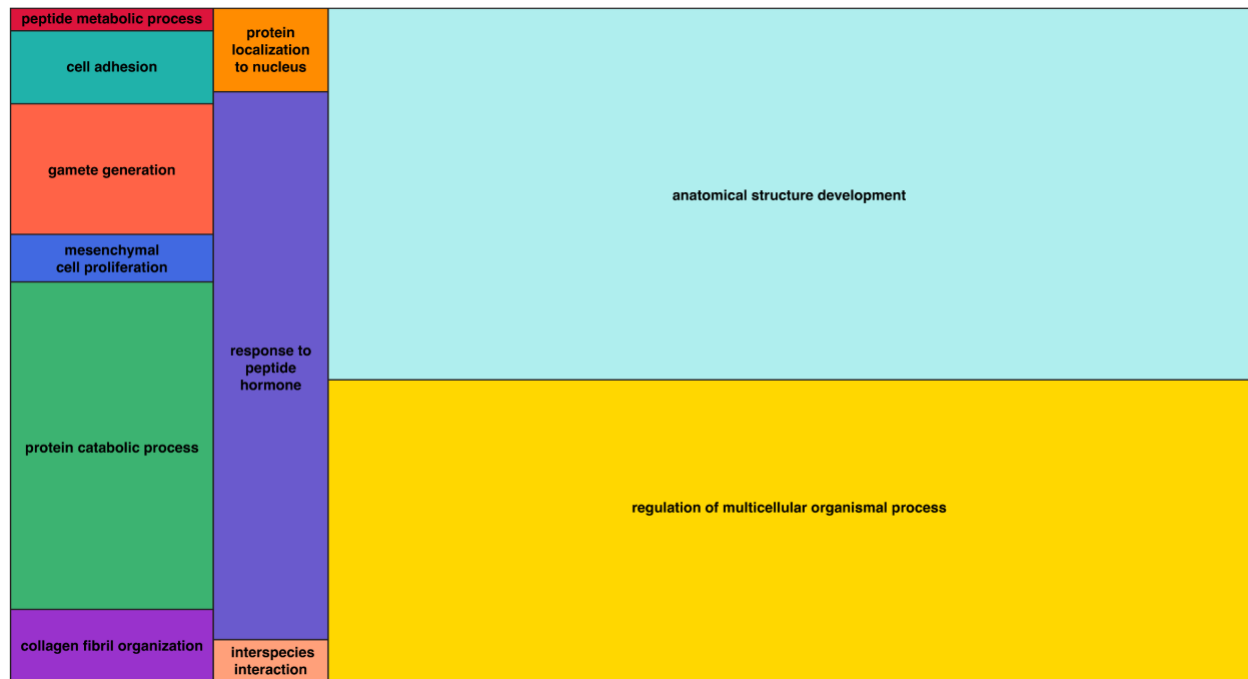 peptide metabolic process
cell adhesion
gamete generation
mesenchymal
cell proliferation
protein catabolic process
collagen fibril organization
protein
localization
to nucleus
response to
peptide
hormone
interspecies
interaction
anatomical structure development
regulation of multicellular organismal process